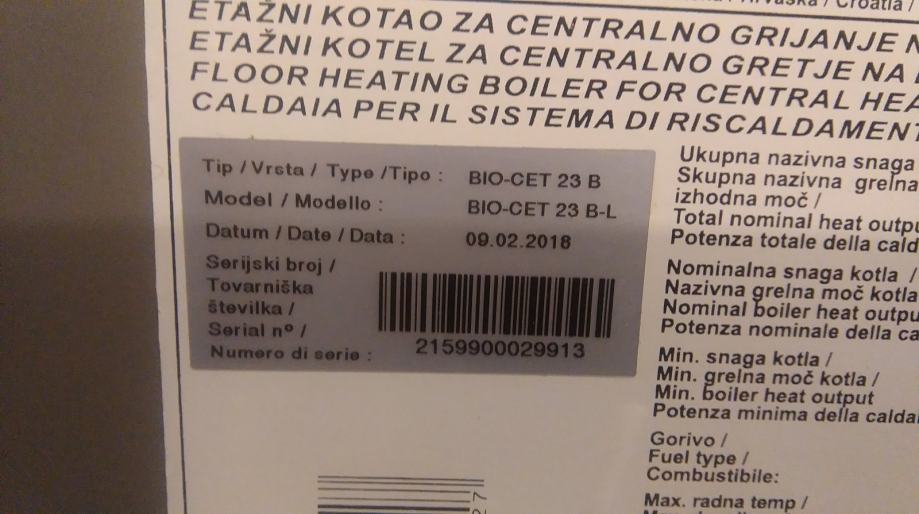 Hrvatska / Croatia /
ETAŽNI KOTAO ZA CENTRALNO GRIJANJE
ETAŽNI KOTEL ZA CENTRALNO GRETJE NA
FLOOR HEATING BOILER FOR CENTRAL HEA
CALDAIA PER IL SISTEMA DI RISCALDAMEN
Tip / Vrsta / Type / Tipo : BIO-CET 23 B
Model / Modello : BIO-CET 23 B-L
Datum / Date / Data : 09.02.2018
Serijski broj /
Tovarniška
številka /
Serial nº /
Numero di serie : 2159900029913
Ukupna nazivna snaga
Skupna nazivna grelna
izhodna moč /
Total nominal heat outpu
Potenza totale della cald
Nominalna snaga kotla /
Nazivna grelna moč kotla
Nominal boiler heat outpu
Potenza nominale della ca
Min. snaga kotla /
Min. grelna moč kotla /
Min. boiler heat output
Potenza minima della calda
Gorivo /
Fuel type /
Combustibile:
Max. radna temp /
27